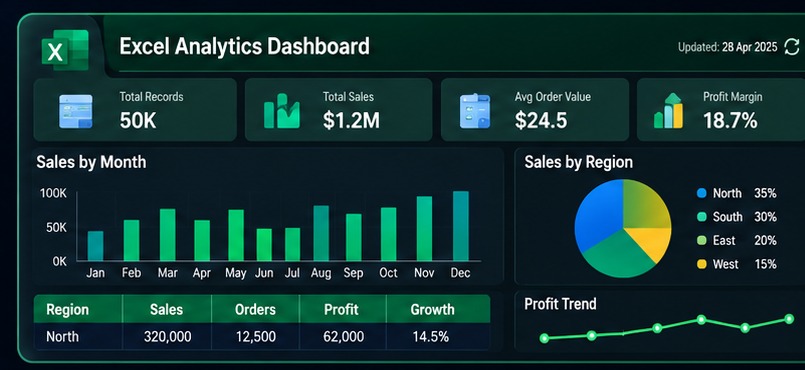 X
Excel Analytics Dashboard
Updated: 28 Apr 2025
Total Records
50K
Total Sales
$1.2M
Avg Order Value
$24.5
Profit Margin
18.7%
Sales by Month
100K
50K
0K
Jan Feb Mar Apr May Jun Jul Aug Sep Oct Nov Dec
Sales by Region
North 35%
South 30%
East 20%
West 15%
Region Sales Orders Profit Growth
North 320,000 12,500 62,000 14.5%
Profit Trend